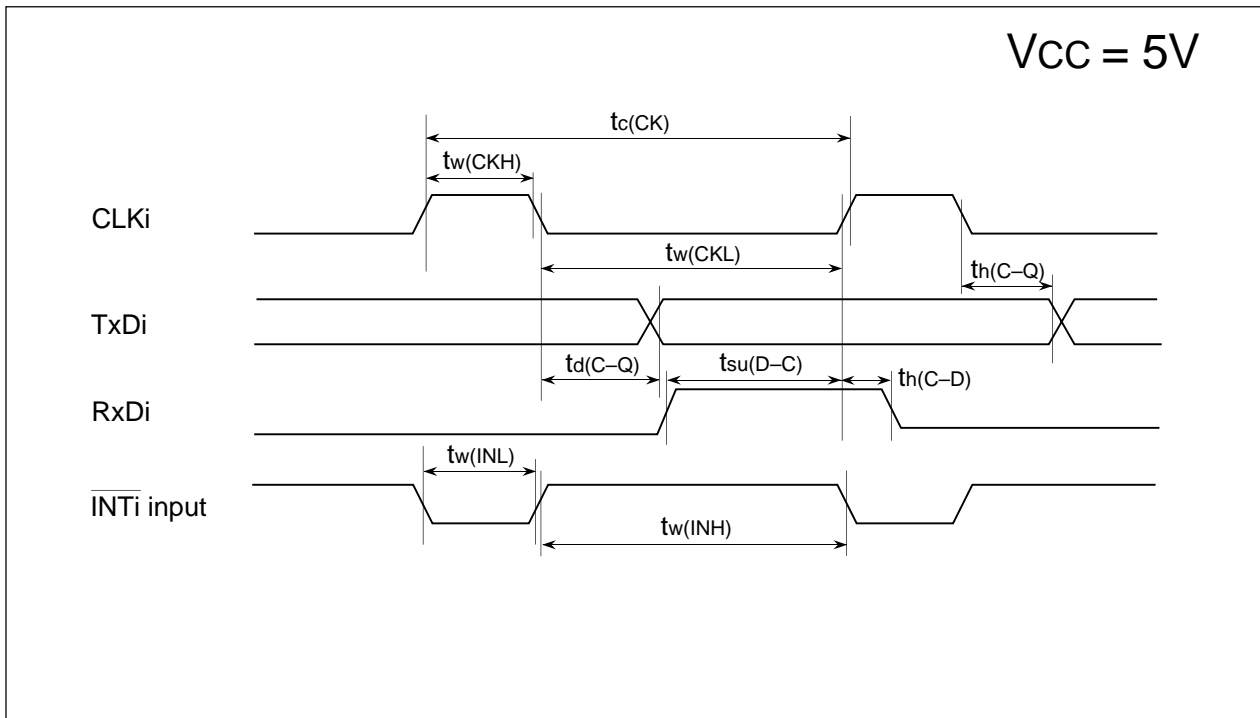 VCC = 5V
tc(CK)
tw(CKH)
CLKi
tw(CKL)
th(C–Q)
TxDi
td(C–Q)
tsu(D–C)
th(C–D)
RxDi
tw(INL)
INTi input
tw(INH)